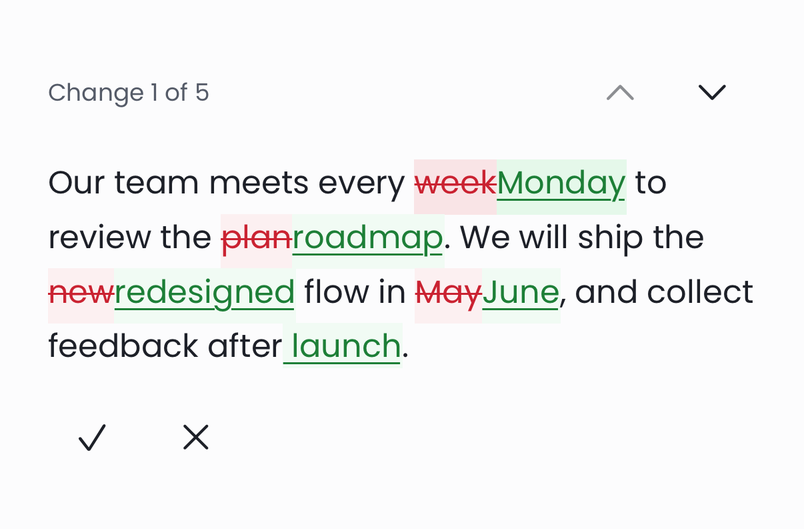 Change 1 of 5
Our team meets every weekMonday to
review the planroadmap. We will ship the
newredesigned flow in MayJune, and collect
feedback after launch.